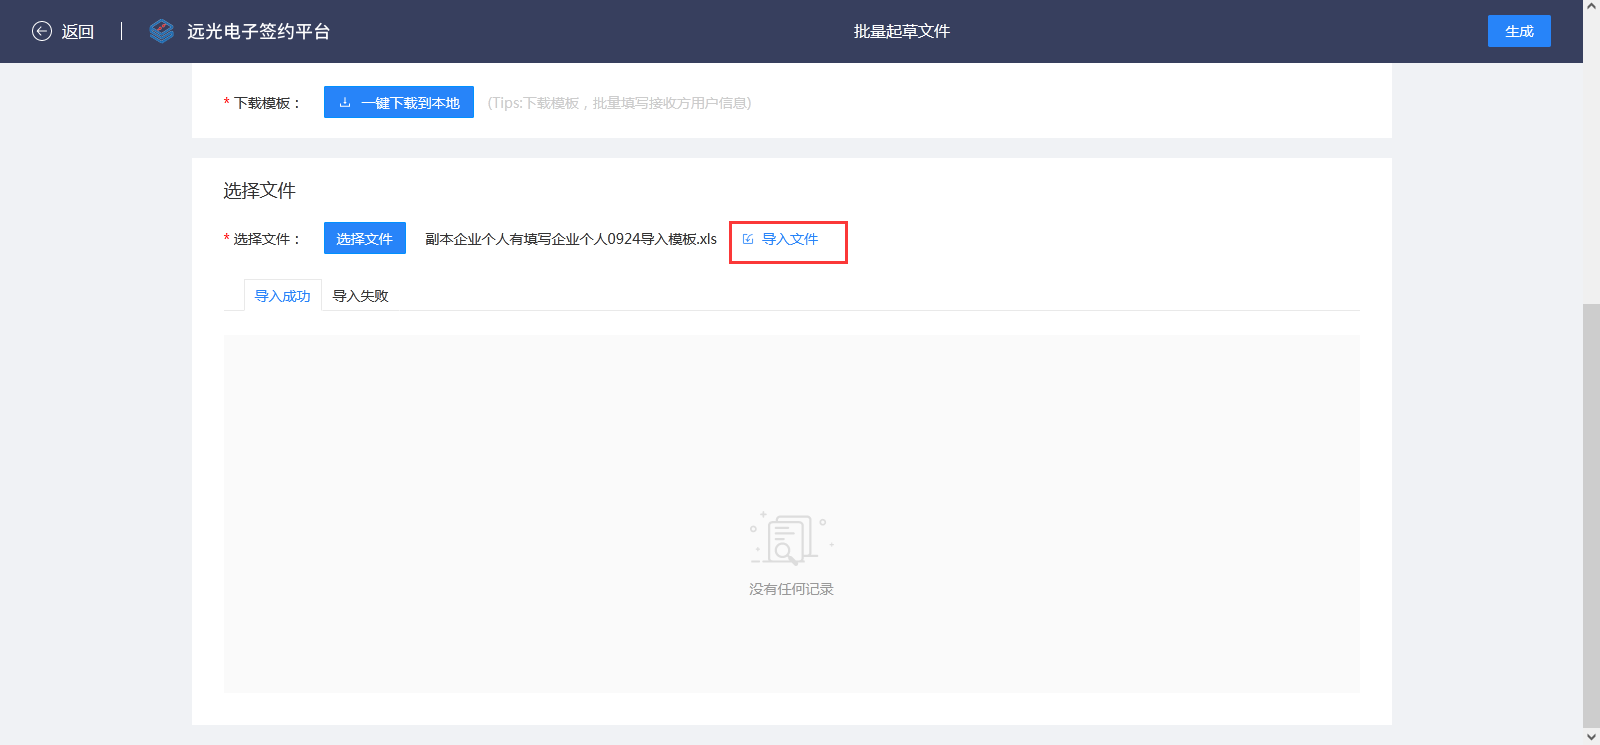 返回 远光电子签约平台 批量起草文件 生成
* 下载模板： 一键下载到本地 (Tips:下载模板，批量填写接收方用户信息)
选择文件
* 选择文件： 选择文件 副本企业个人有填写企业个人0924导入模板.xls 导入文件
导入成功 导入失败
没有任何记录